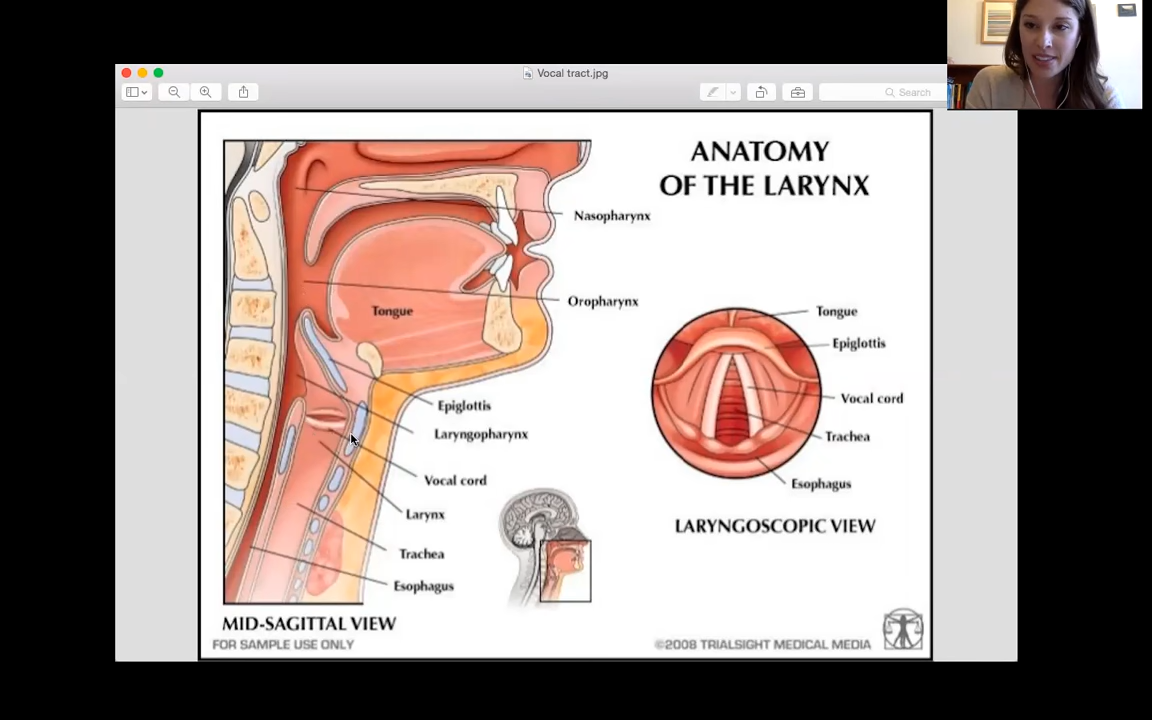 Vocal tract.jpg
Search
ANATOMY
OF THE LARYNX
Nasopharynx
Oropharynx
Tongue
Epiglottis
Laryngopharynx
Vocal cord
Larynx
Trachea
Esophagus
MID-SAGITTAL VIEW
FOR SAMPLE USE ONLY
Tongue
Epiglottis
Vocal cord
Trachea
Esophagus
LARYNGOSCOPIC VIEW
©2008 TRIALSIGHT MEDICAL MEDIA